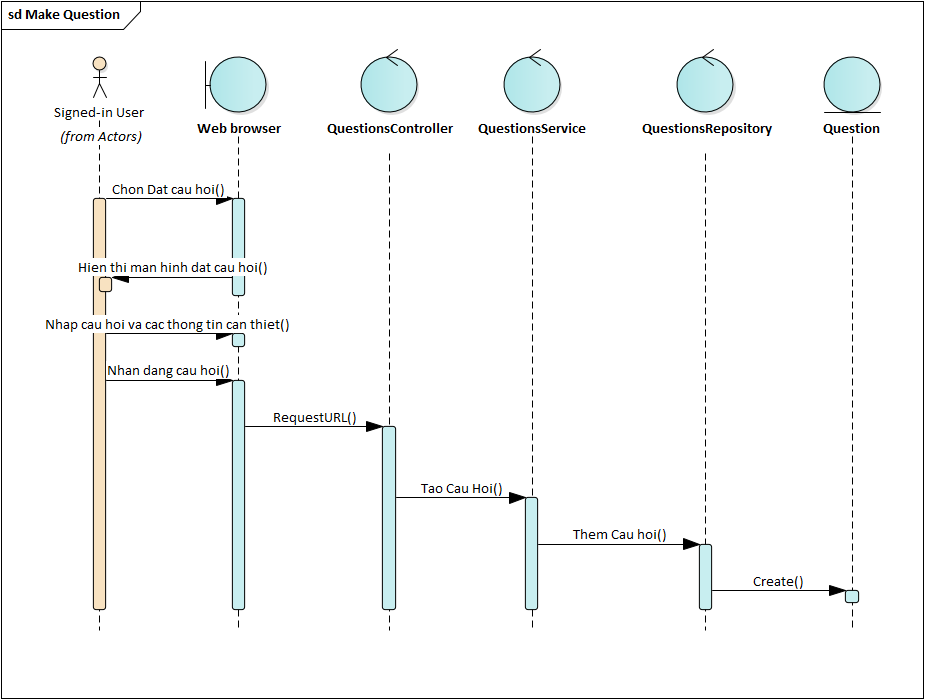 sd Make Question
Signed-in User
(from Actors)
Web browser
QuestionsController
QuestionsService
QuestionsRepository
Question
Chon Dat cau hoi()
Hien thi man hinh dat cau hoi()
Nhap cau hoi va cac thong tin can thiet()
Nhan dang cau hoi()
RequestURL()
Tao Cau Hoi()
Them Cau hoi()
Create()